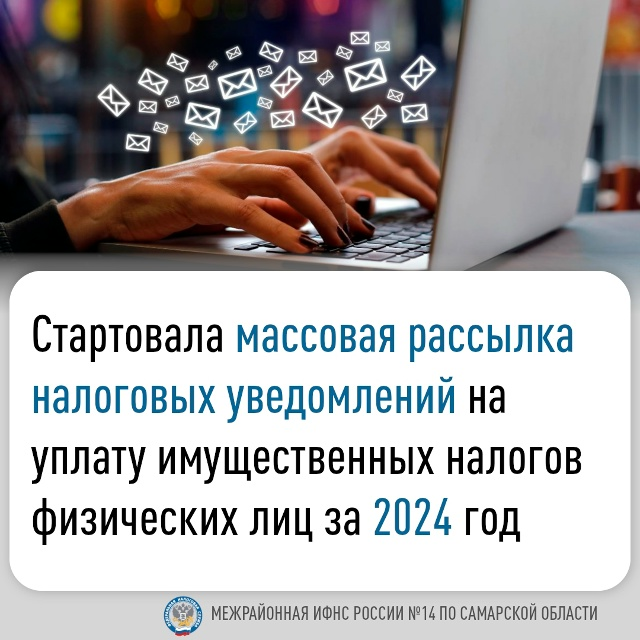 Стартовала массовая рассылка
налоговых уведомлений на
уплату имущественных налогов
физических лиц за 2024 год
МЕЖРАЙОННАЯ ИФНС РОССИИ №14 ПО САМАРСКОЙ ОБЛАСТИ